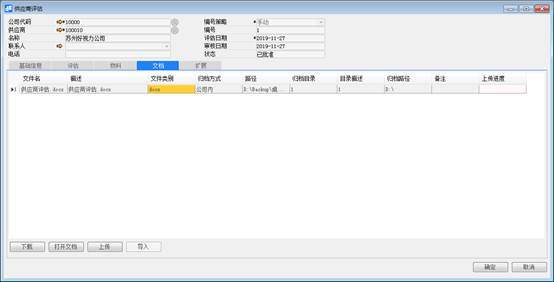 供应商评估
公司代码 *10000 编号策略 *手动
供应商 *100010 编号 1
名称 苏州好视力公司 评估日期 *2019-11-27
联系人 审核日期 2019-11-27
电话 状态 已批准
基础信息 评估 物料 文档 扩展
文件名 描述 文件类别 归档方式 路径 归档目录 目录描述 归档路径 备注 上传进度
1 供应商评估.docx 供应商评估.docx docx 公司内 D:\Backup\桌... 1 1 D:\
下载 打开文档 上传 导入
确定 取消